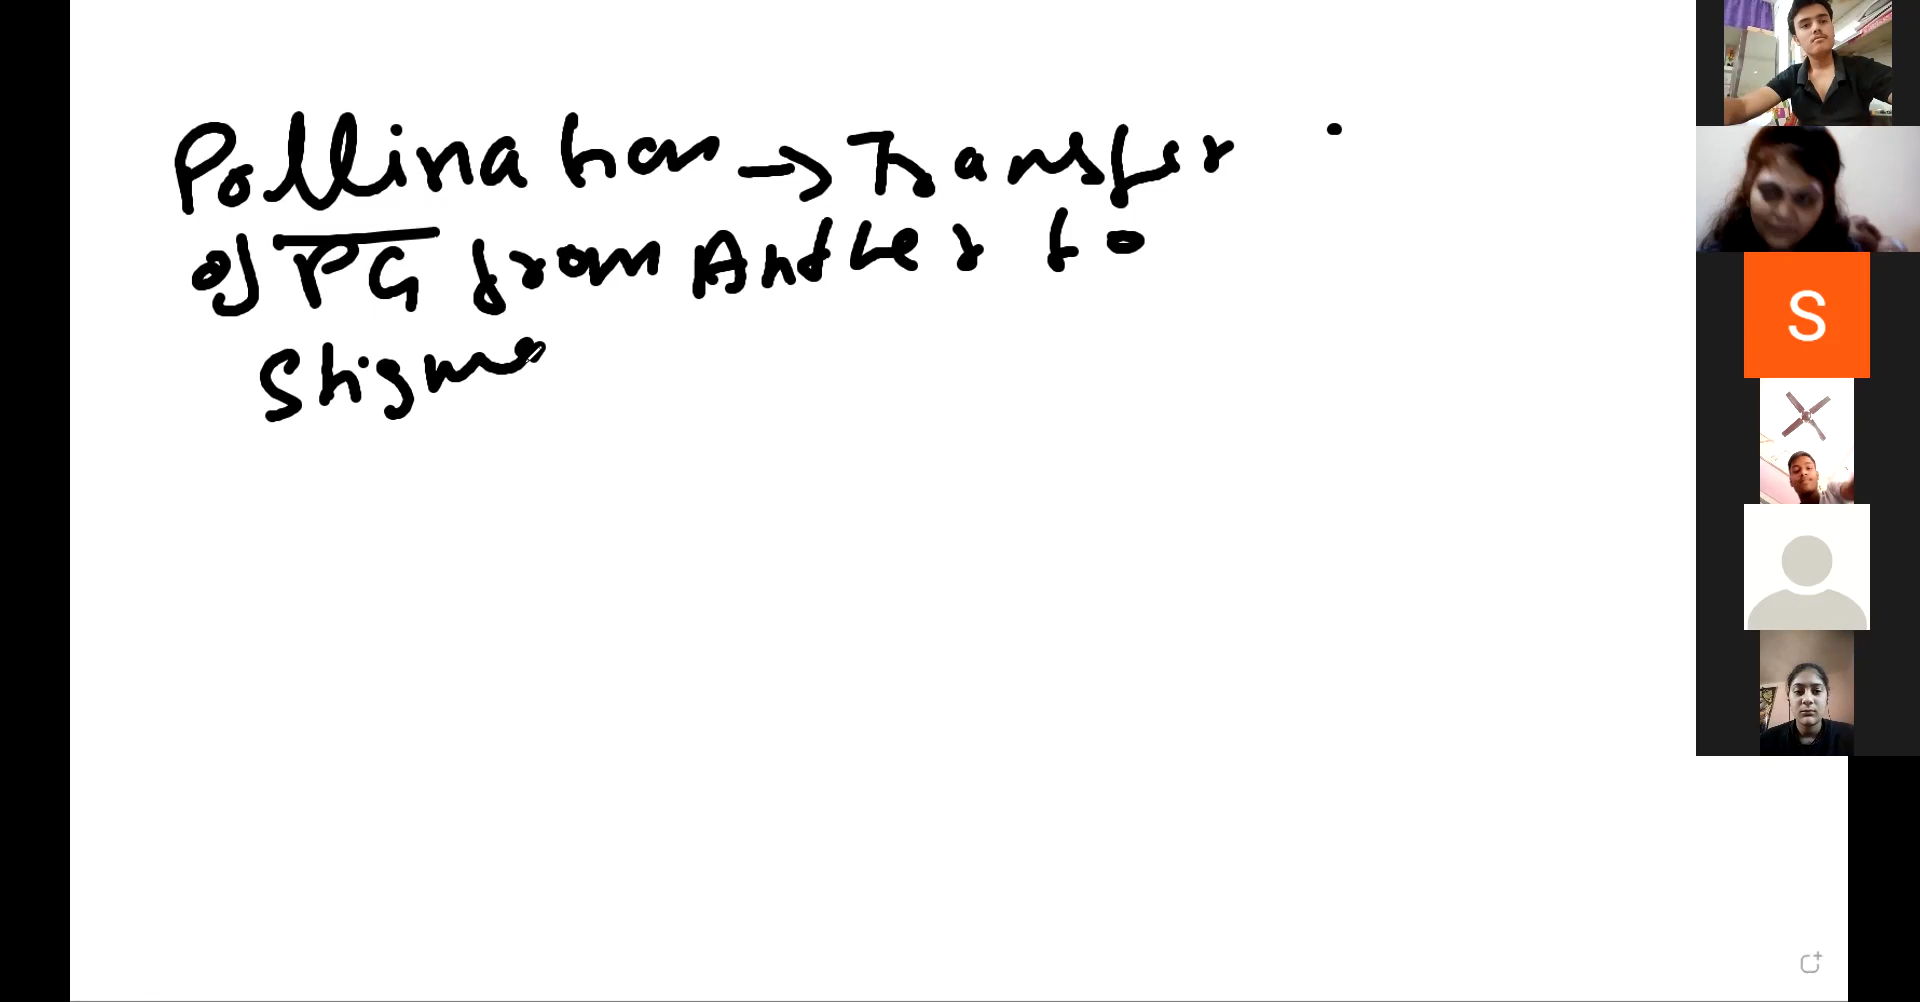 Pollination → Transfer
of PG from Anther to
Stigma
S